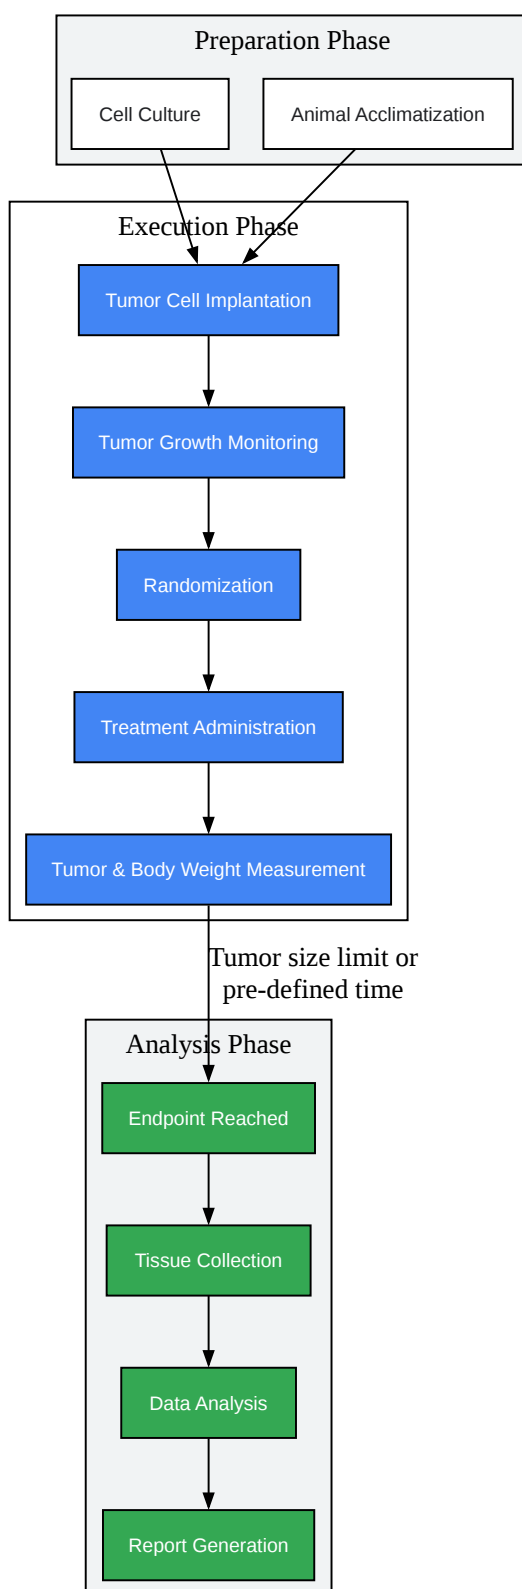 Preparation Phase
Cell Culture
Animal Acclimatization
Execution Phase
Tumor Cell Implantation
Tumor Growth Monitoring
Randomization
Treatment Administration
Tumor & Body Weight Measurement
Tumor size limit or
pre-defined time
Analysis Phase
Endpoint Reached
Tissue Collection
Data Analysis
Report Generation